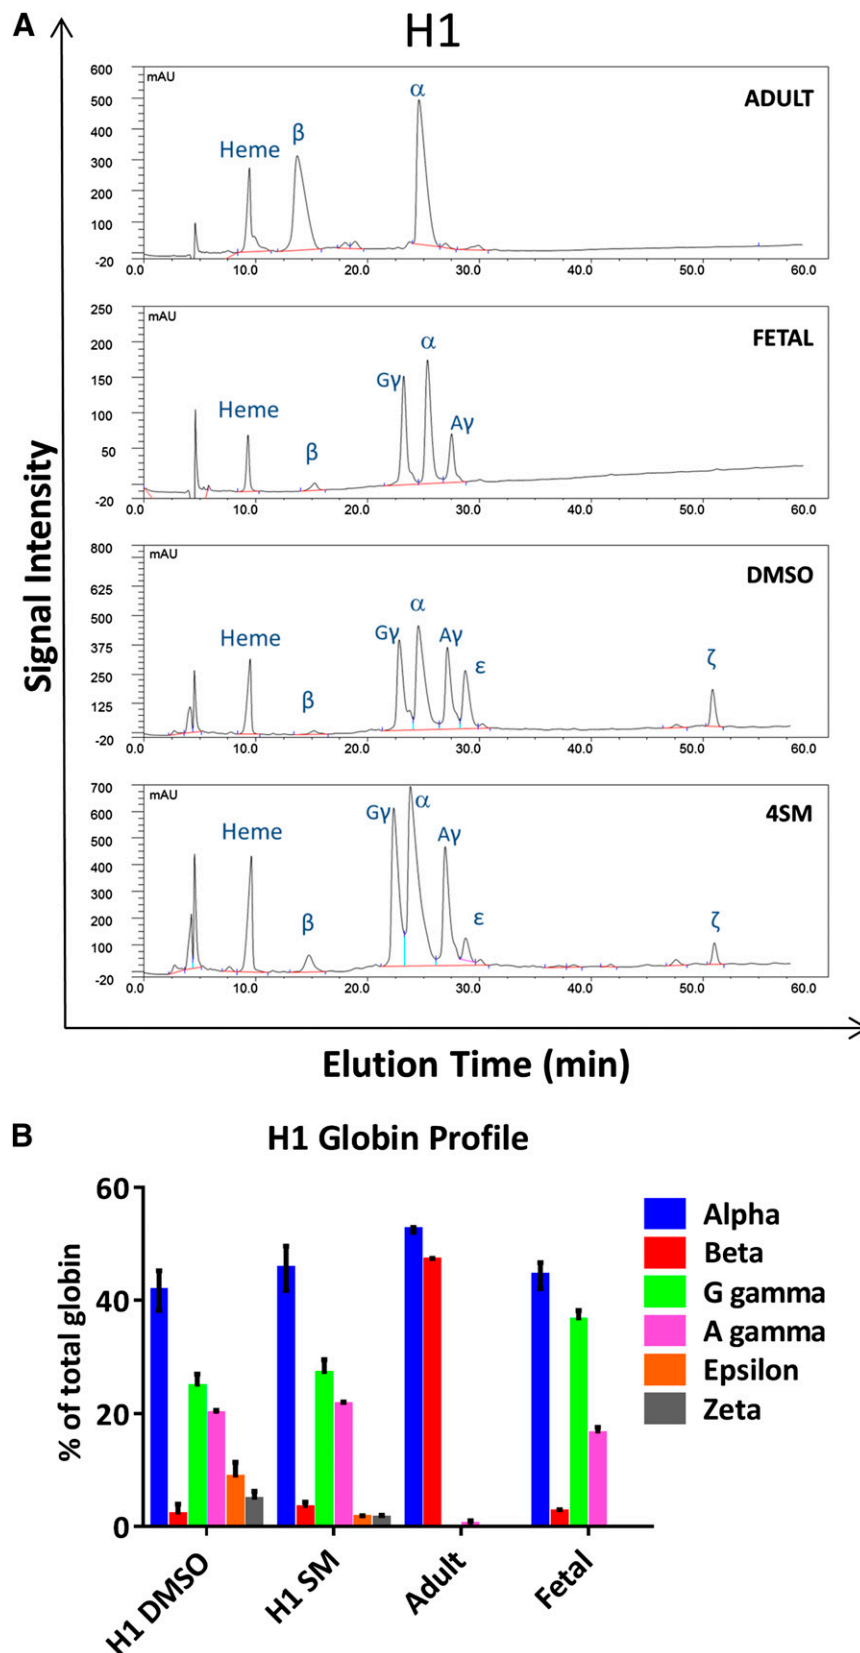 A
H1
Signal Intensity
600
mAU
500
400
300
200
100
-20
Heme
β
α
ADULT
0.0
10.0
20.0
30.0
40.0
50.0
60.0
250
mAU
200
150
100
50
-20
Heme
β
Gγ
α
Aγ
FETAL
0.0
10.0
20.0
30.0
40.0
50.0
60.0
800
mAU
625
500
375
250
125
-20
Heme
β
Gγ
α
Aγ
ε
ζ
DMSO
0.0
10.0
20.0
30.0
40.0
50.0
60.0
700
mAU
600
500
400
300
200
100
-20
Heme
β
Gγ
α
Aγ
ε
ζ
4SM
0.0
10.0
20.0
30.0
40.0
50.0
60.0
Elution Time (min)
B
H1 Globin Profile
% of total globin
60
40
20
0
H1 DMSO
H1 SM
Adult
Fetal
Alpha
Beta
G gamma
A gamma
Epsilon
Zeta